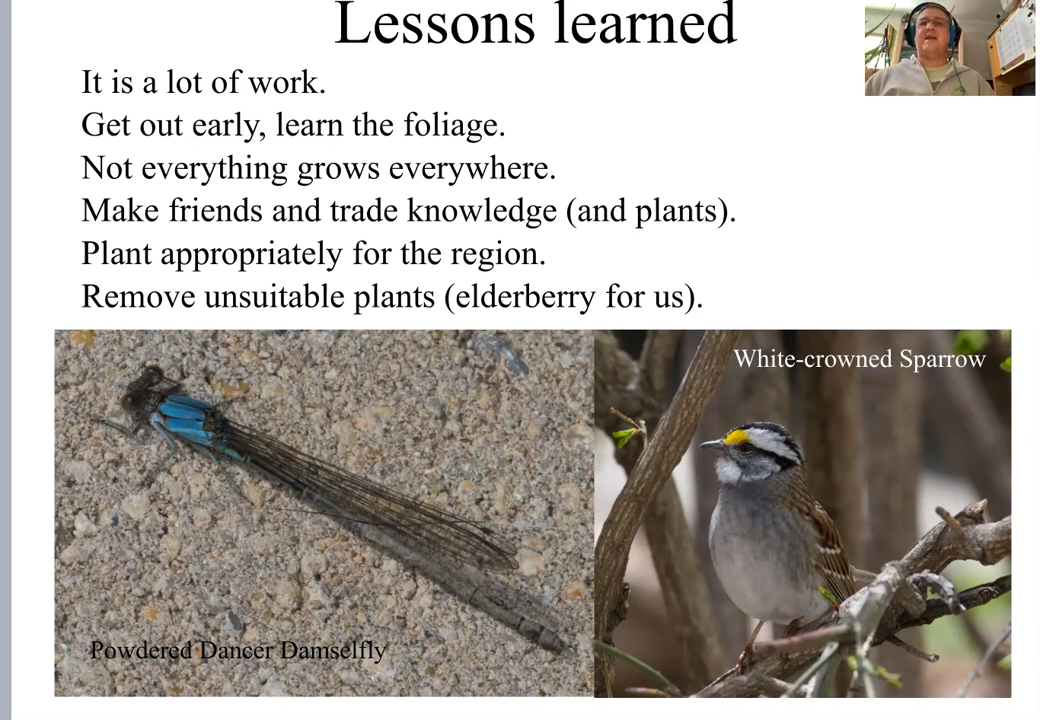 Lessons learned
It is a lot of work.
Get out early, learn the foliage.
Not everything grows everywhere.
Make friends and trade knowledge (and plants).
Plant appropriately for the region.
Remove unsuitable plants (elderberry for us).
White-crowned Sparrow
Powdered Dancer Damselfly